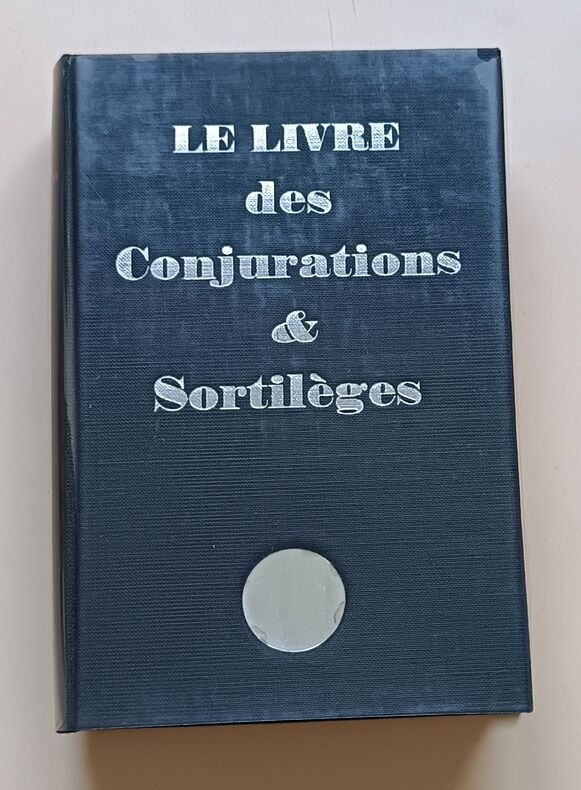 LE LIVRE
des
Conjurations
&
Sortilèges